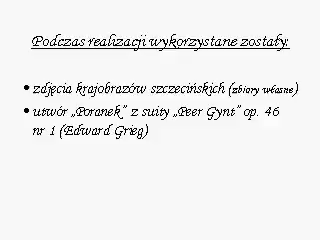 Podczas realizacji wykorzystane zostały:
• zdjęcia krajobrazów szczecińskich (zbiory własne)
• utwór „Poranek” z suity „Peer Gynt” op. 46
nr 1 (Edward Grieg)